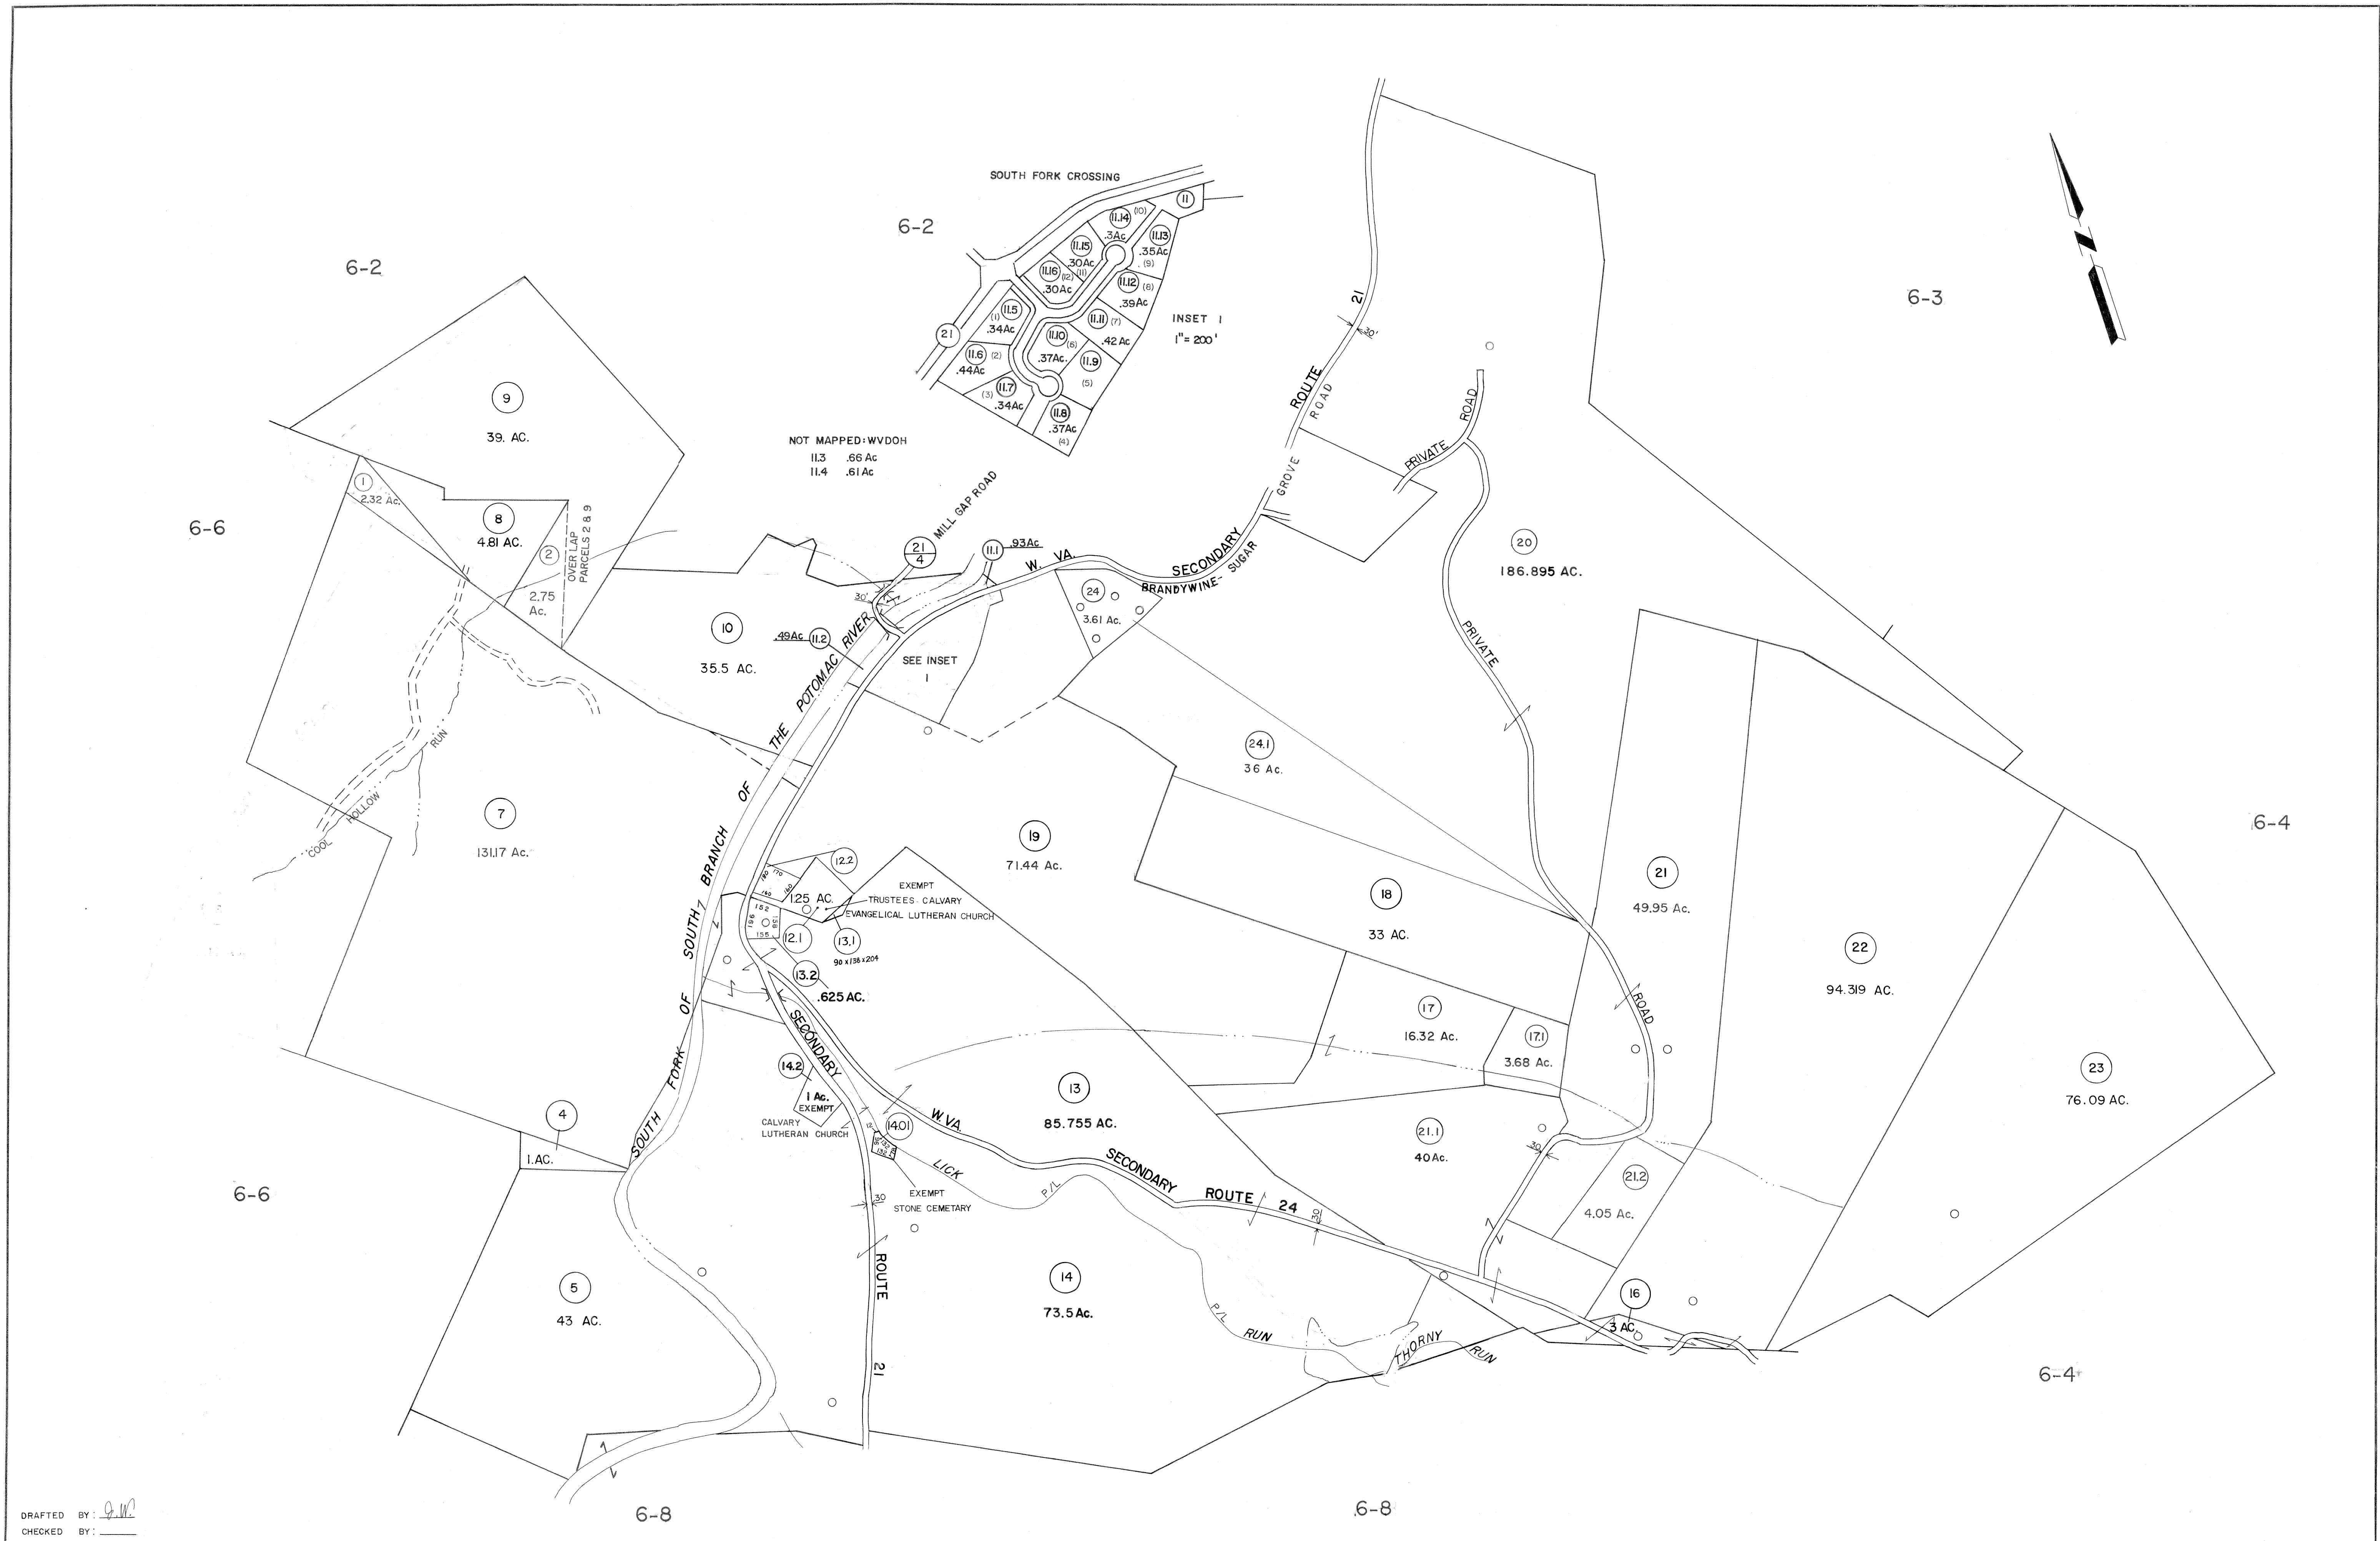 SOUTH FORK CROSSING
6-2
6-2
6-3
11
11.14
(10)
.3Ac
11.13
.35Ac
(9)
11.15
.30Ac
(11)
11.16
(12)
.30Ac
11.12
(8)
.39Ac
11.5
(1)
.34Ac
11.11
(7)
.42 Ac
11.10
(6)
.37Ac.
11.9
(5)
21
11.6
(2)
.44Ac
11.7
(3)
.34Ac
11.8
.37Ac
(4)
INSET 1
1" = 200'
NOT MAPPED: WVDOH
11.3 .66 Ac
11.4 .61 Ac
9
39. AC.
1
2.32 Ac.
8
4.81 AC.
2
2.75
Ac.
OVER LAP
PARCELS 2 & 9
6-6
21
4
MILL GAP ROAD
11.1
.93Ac
30'
W. VA. SECONDARY ROUTE 21
BRANDYWINE- SUGAR GROVE ROAD
30'
PRIVATE ROAD
20
186.895 AC.
PRIVATE ROAD
24
3.61 Ac.
10
35.5 AC.
.49Ac
11.2
SEE INSET
1
SOUTH FORK OF SOUTH BRANCH OF THE POTOMAC RIVER
COOL HOLLOW RUN
7
131.17 Ac.
24.1
36 Ac.
19
71.44 Ac.
18
33 AC.
21
49.95 Ac.
22
94.319 AC.
6-4
23
76.09 AC.
12.2
170
160
1.25 AC.
EXEMPT
TRUSTEES CALVARY
EVANGELICAL LUTHERAN CHURCH
152
196
138
155
12.1
13.1
90 x 138 x 204
13.2
.625 AC.
17
16.32 Ac.
17.1
3.68 Ac.
SECONDARY ROUTE 21
14.2
1 Ac.
EXEMPT
CALVARY
LUTHERAN CHURCH
14.01
EXEMPT
STONE CEMETARY
30
13
85.755 AC.
W. VA. SECONDARY ROUTE 24
30
LICK RUN
P/L
P/L
21.1
40 Ac.
30
21.2
4.05 Ac.
4
1. AC.
6-6
5
43 AC.
14
73.5 Ac.
THORNY RUN
16
3 AC.
6-4
6-8
6-8
DRAFTED BY: J.W.
CHECKED BY: